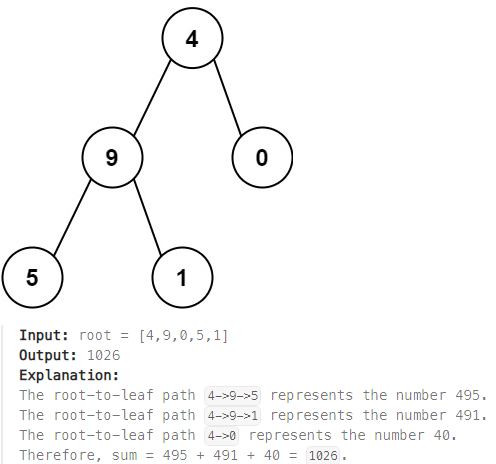 4
9
0
5
1
Input: root = [4,9,0,5,1]
Output: 1026
Explanation:
The root-to-leaf path 4->9->5 represents the number 495.
The root-to-leaf path 4->9->1 represents the number 491.
The root-to-leaf path 4->0 represents the number 40.
Therefore, sum = 495 + 491 + 40 = 1026.